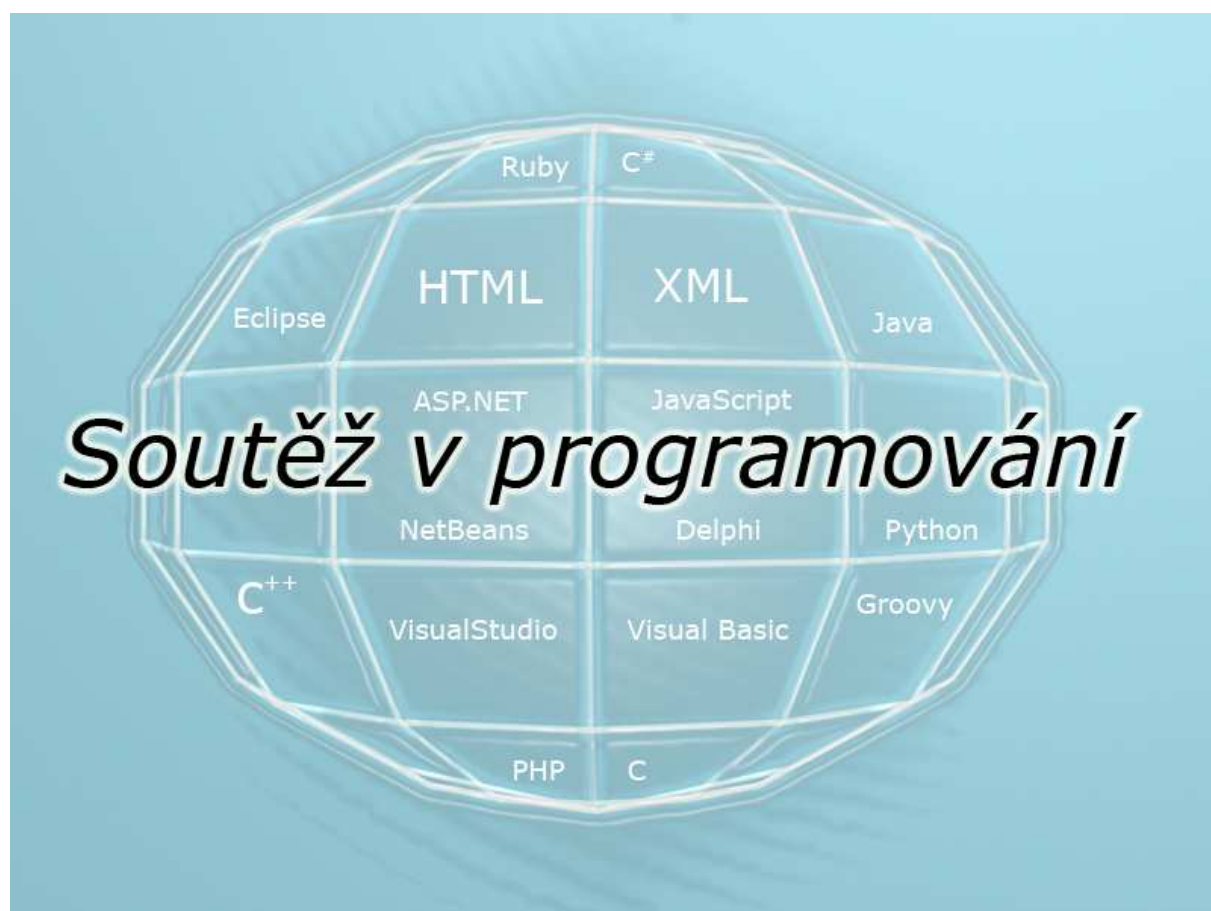 Ruby C#
HTML XML
Eclipse Java
ASP.NET JavaScript
Soutěž v programování
NetBeans Delphi Python
C++ Groovy
VisualStudio Visual Basic
PHP C